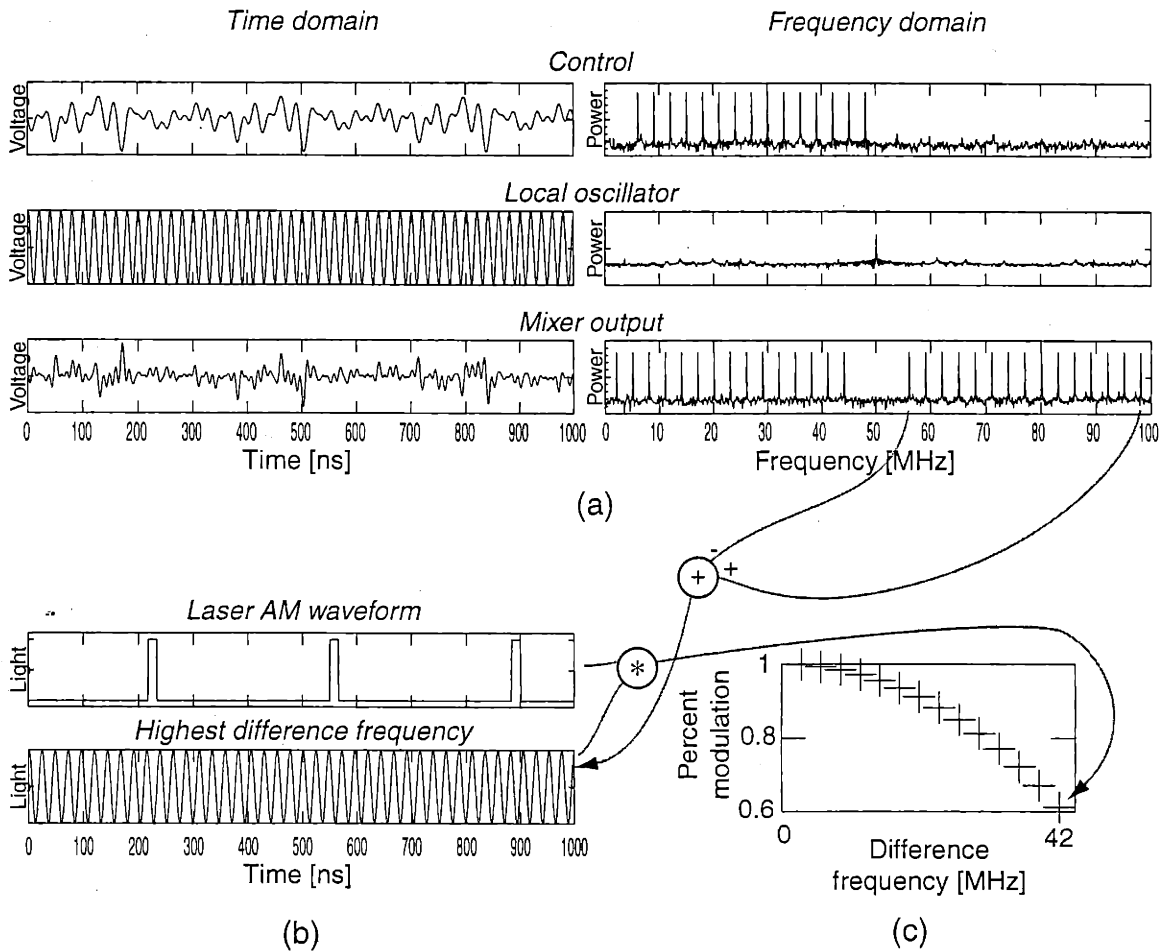 Time domain
Frequency domain
Control
Voltage
Power
Local oscillator
Voltage
Power
Mixer output
Voltage
Power
0 100 200 300 400 500 600 700 800 900 1000
0 10 20 30 40 50 60 70 80 90 100
Time [ns]
Frequency [MHz]
(a)
-
+ +
Laser AM waveform
Light
*
Highest difference frequency
Light
0 100 200 300 400 500 600 700 800 900 1000
Time [ns]
(b)
Percent
modulation
1
0.8
0.6
0
42
Difference
frequency [MHz]
(c)